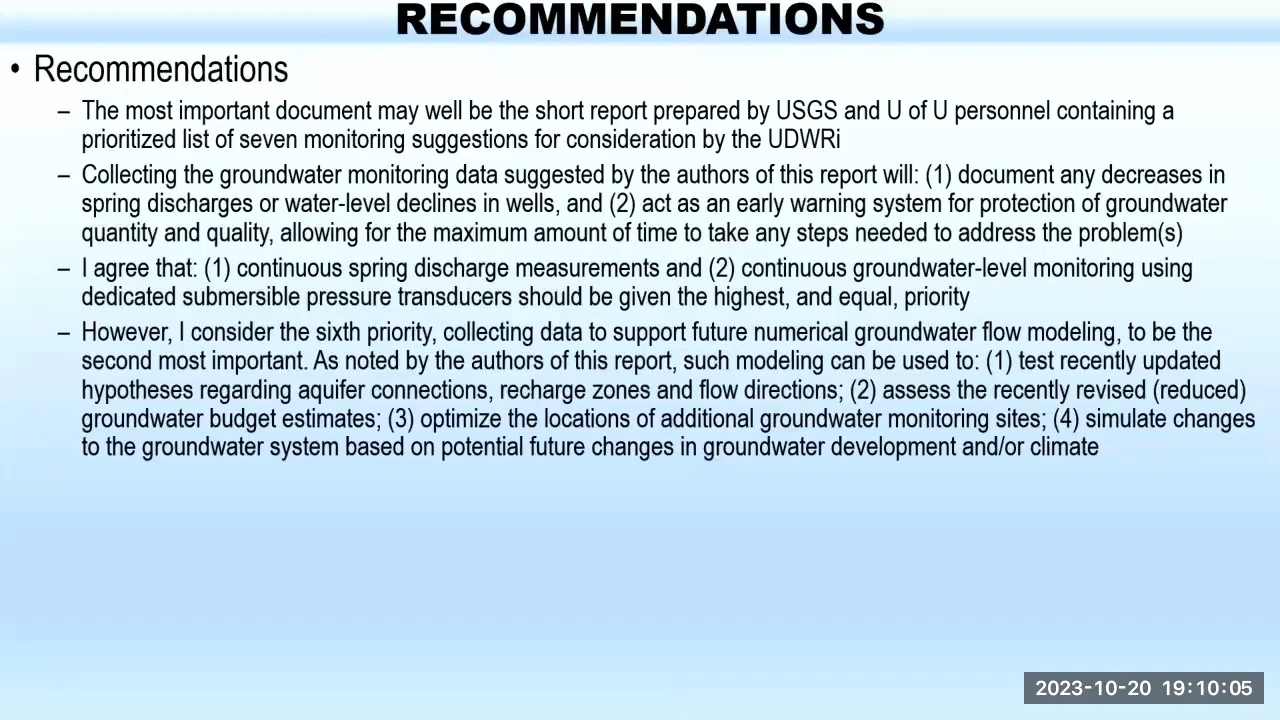 RECOMMENDATIONS
• Recommendations
– The most important document may well be the short report prepared by USGS and U of U personnel containing a
prioritized list of seven monitoring suggestions for consideration by the UDWRi
– Collecting the groundwater monitoring data suggested by the authors of this report will: (1) document any decreases in
spring discharges or water-level declines in wells, and (2) act as an early warning system for protection of groundwater
quantity and quality, allowing for the maximum amount of time to take any steps needed to address the problem(s)
– I agree that: (1) continuous spring discharge measurements and (2) continuous groundwater-level monitoring using
dedicated submersible pressure transducers should be given the highest, and equal, priority
– However, I consider the sixth priority, collecting data to support future numerical groundwater flow modeling, to be the
second most important. As noted by the authors of this report, such modeling can be used to: (1) test recently updated
hypotheses regarding aquifer connections, recharge zones and flow directions; (2) assess the recently revised (reduced)
groundwater budget estimates; (3) optimize the locations of additional groundwater monitoring sites; (4) simulate changes
to the groundwater system based on potential future changes in groundwater development and/or climate
2023-10-20 19:10:05